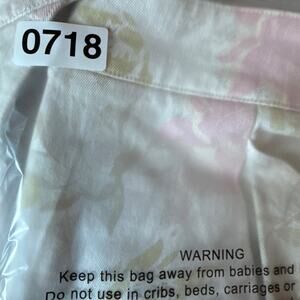 0718
WARNING
Keep this bag away from babies and
Do not use in cribs, beds, carriages or